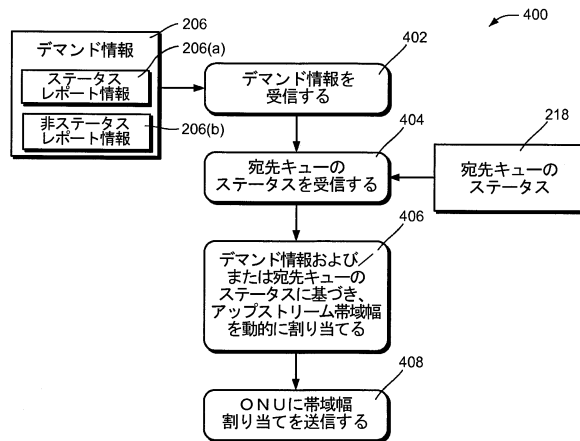 400
206
デマンド情報
206(a)
ステータス
レポート情報
非ステータス
レポート情報
206(b)
402
デマンド情報を
受信する
404
宛先キューの
ステータスを受信する
218
宛先キューの
ステータス
406
デマンド情報および/
または宛先キューの
ステータスに基づき、
アップストリーム帯域幅
を動的に割り当てる
408
ONUに帯域幅
割り当てを送信する